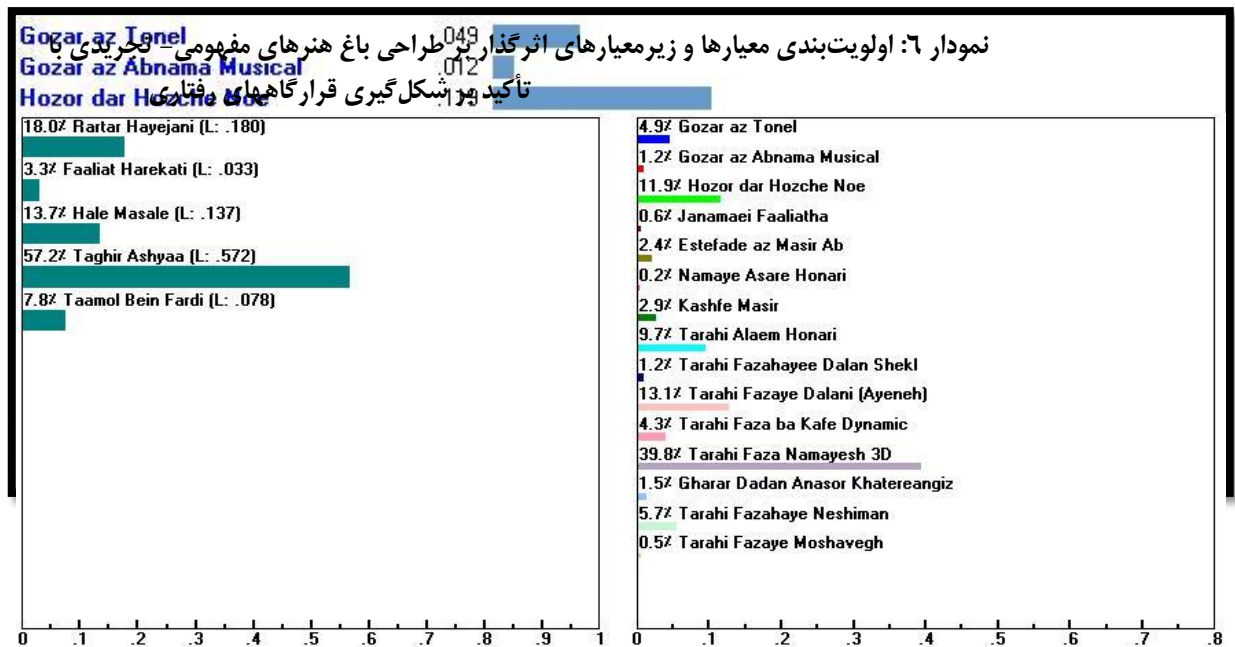 Gozar az Tonel .049
نمودار ٦: اولویت‌بندی معیارها و زیرمعیارهای اثرگذار بر طراحی باغ هنرهای مفهومی- تجریدی با
Gozar az Abnama Musical .012
تأکید بر شکل‌گیری قرارگاههای رفتاری
Hozor dar Hozche Noe .119
18.0% Rartar Hayejani (L: .180)
3.3% Faaliat Harekati (L: .033)
13.7% Hale Masale (L: .137)
57.2% Taghir Ashyaa (L: .572)
7.8% Taamol Bein Fardi (L: .078)
0 .1 .2 .3 .4 .5 .6 .7 .8 .9 1
4.9% Gozar az Tonel
1.2% Gozar az Abnama Musical
11.9% Hozor dar Hozche Noe
0.6% Janamaei Faaliatha
2.4% Estefade az Masir Ab
0.2% Namaye Asare Honari
2.9% Kashfe Masir
9.7% Tarahi Alaem Honari
1.2% Tarahi Fazahayee Dalan Shekl
13.1% Tarahi Fazaye Dalani (Ayeneh)
4.3% Tarahi Faza ba Kafe Dynamic
39.8% Tarahi Faza Namayesh 3D
1.5% Gharar Dadan Anasor Khatereangiz
5.7% Tarahi Fazahaye Neshiman
0.5% Tarahi Fazaye Moshavegh
0 .1 .2 .3 .4 .5 .6 .7 .8